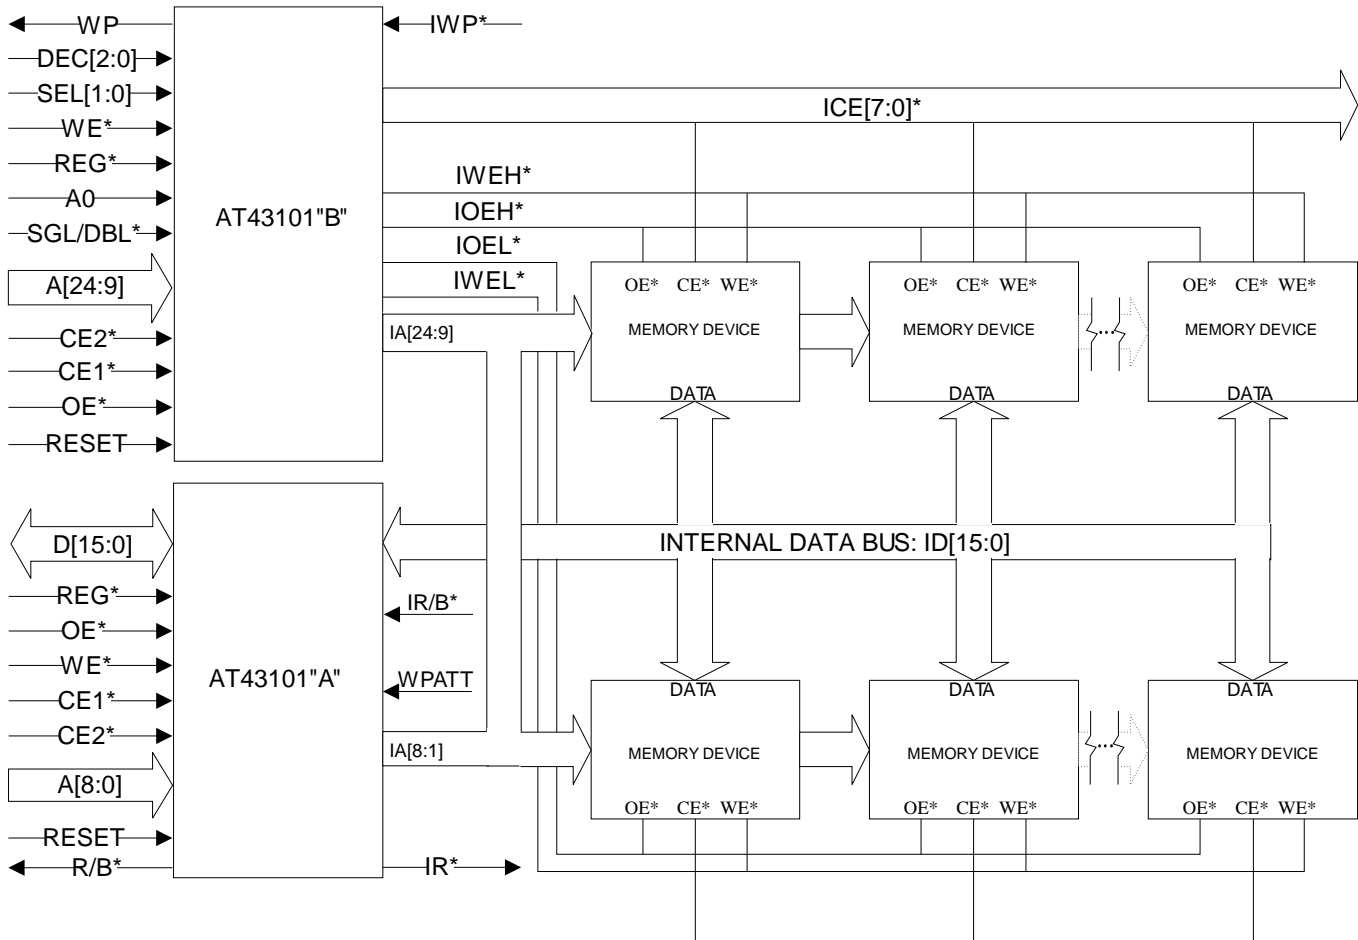 WP
IWP*
DEC[2:0]
SEL[1:0]
ICE[7:0]*
WE*
REG*
IWEH*
A0
AT43101"B"
IOEH*
SGL/DBL*
IOEL*
A[24:9]
IWEL*
OE* CE* WE*
OE* CE* WE*
OE* CE* WE*
CE2*
IA[24:9]
MEMORY DEVICE
MEMORY DEVICE
MEMORY DEVICE
CE1*
OE*
DATA
DATA
DATA
RESET
D[15:0]
INTERNAL DATA BUS: ID[15:0]
REG*
IR/B*
OE*
WE*
AT43101"A"
WPATT
DATA
DATA
DATA
CE1*
CE2*
IA[8:1]
MEMORY DEVICE
MEMORY DEVICE
MEMORY DEVICE
A[8:0]
OE* CE* WE*
OE* CE* WE*
OE* CE* WE*
RESET
R/B*
IR*